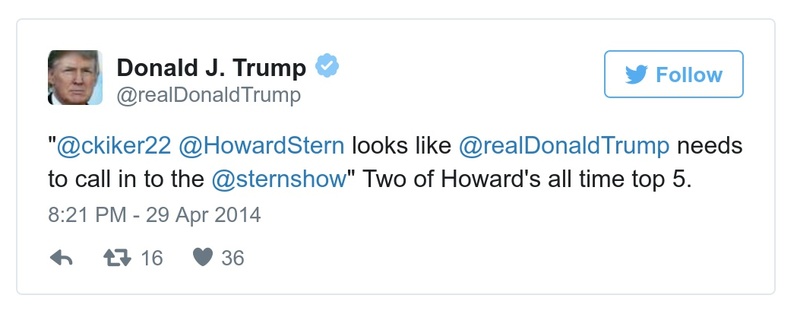 Donald J. Trump
@realDonaldTrump
Follow
"@ckiker22 @HowardStern looks like @realDonaldTrump needs
to call in to the @sternshow" Two of Howard's all time top 5.
8:21 PM - 29 Apr 2014
16 36